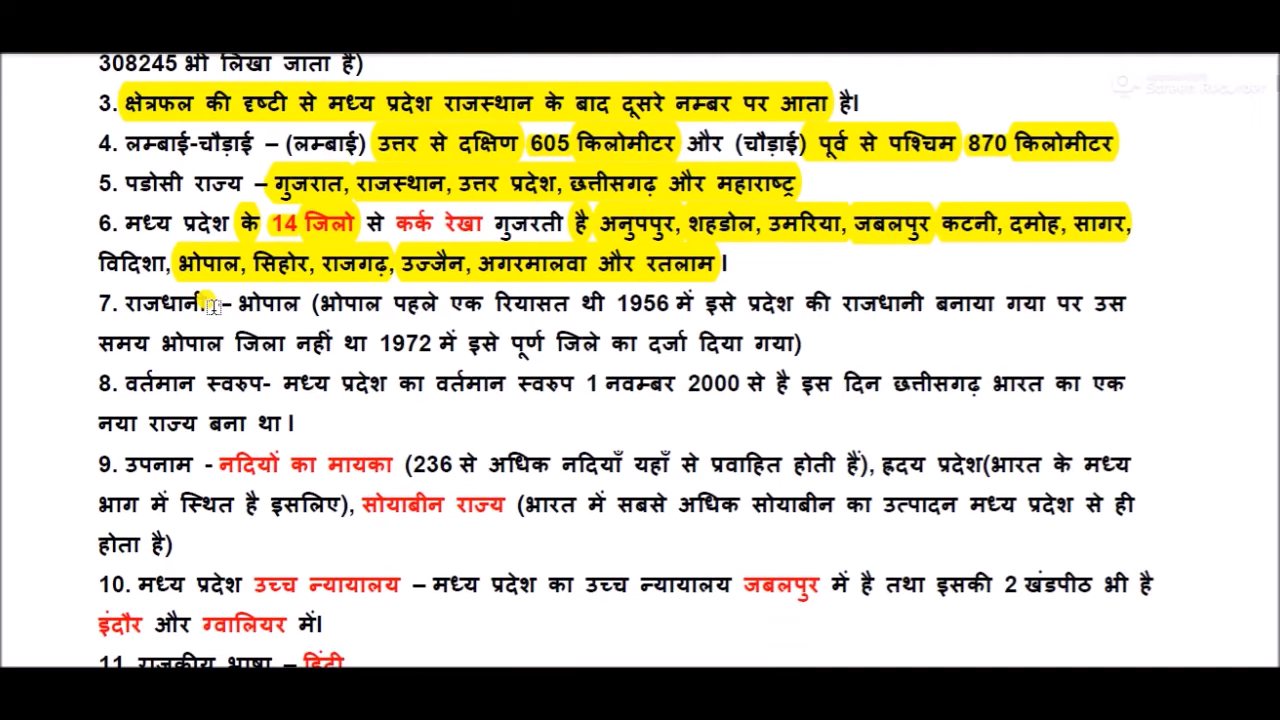 308245 भी लिखा जाता है)
Screen Recorder
3. क्षेत्रफल की दृष्टी से मध्य प्रदेश राजस्थान के बाद दूसरे नम्बर पर आता है।
4. लम्बाई-चौड़ाई – (लम्बाई) उत्तर से दक्षिण 605 किलोमीटर और (चौड़ाई) पूर्व से पश्चिम 870 किलोमीटर
5. पडोसी राज्य – गुजरात, राजस्थान, उत्तर प्रदेश, छत्तीसगढ़ और महाराष्ट्र
6. मध्य प्रदेश के 14 जिलो से कर्क रेखा गुजरती है अनुपपुर, शहडोल, उमरिया, जबलपुर कटनी, दमोह, सागर,
विदिशा, भोपाल, सिहोर, राजगढ़, उज्जैन, अगरमालवा और रतलाम।
7. राजधानी – भोपाल (भोपाल पहले एक रियासत थी 1956 में इसे प्रदेश की राजधानी बनाया गया पर उस
समय भोपाल जिला नहीं था 1972 में इसे पूर्ण जिले का दर्जा दिया गया)
8. वर्तमान स्वरुप- मध्य प्रदेश का वर्तमान स्वरुप 1 नवम्बर 2000 से है इस दिन छत्तीसगढ़ भारत का एक
नया राज्य बना था।
9. उपनाम - नदियों का मायका (236 से अधिक नदियाँ यहाँ से प्रवाहित होती हैं), ह्रदय प्रदेश(भारत के मध्य
भाग में स्थित है इसलिए), सोयाबीन राज्य (भारत में सबसे अधिक सोयाबीन का उत्पादन मध्य प्रदेश से ही
होता है)
10. मध्य प्रदेश उच्च न्यायालय – मध्य प्रदेश का उच्च न्यायालय जबलपुर में है तथा इसकी 2 खंडपीठ भी है
इंदौर और ग्वालियर में।
11. राजकीय भाषा – हिंदी